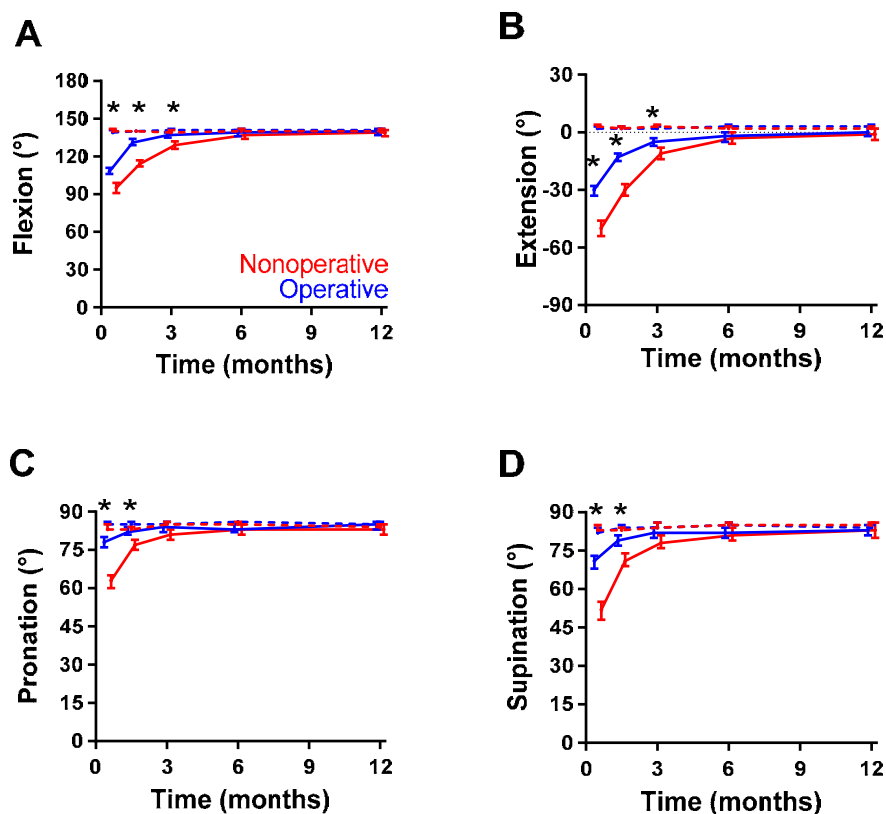 A
Flexion (°)
180
150
120
90
60
30
0
* * *
Nonoperative
Operative
0 3 6 9 12
Time (months)
B
Extension (°)
30
0
-30
-60
-90
* * *
0 3 6 9 12
Time (months)
C
Pronation (°)
90
75
60
45
30
15
0
* *
0 3 6 9 12
Time (months)
D
Supination (°)
90
75
60
45
30
15
0
* *
0 3 6 9 12
Time (months)